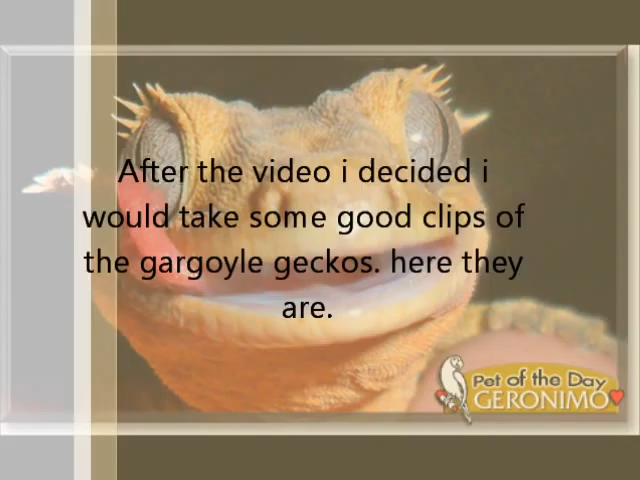 After the video i decided i
would take some good clips of
the gargoyle geckos. here they
are.
Pet of the Day
GERONIMO